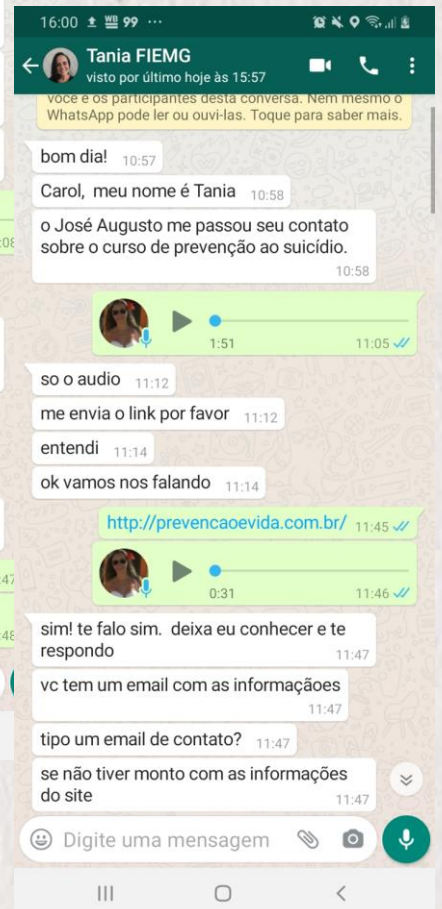 16:00 WB 99 ...
Tania FIEMG
visto por último hoje às 15:57
você e os participantes desta conversa. Nem mesmo o
WhatsApp pode ler ou ouvi-las. Toque para saber mais.
bom dia! 10:57
Carol, meu nome é Tania 10:58
o José Augusto me passou seu contato
sobre o curso de prevenção ao suicídio.
10:58
1:51 11:05
so o audio 11:12
me envia o link por favor 11:12
entendi 11:14
ok vamos nos falando 11:14
http://prevencaoevida.com.br/ 11:45
0:31 11:46
sim! te falo sim. deixa eu conhecer e te
respondo 11:47
vc tem um email com as informaçãoes
11:47
tipo um email de contato? 11:47
se não tiver monto com as informações
do site 11:47
Digite uma mensagem